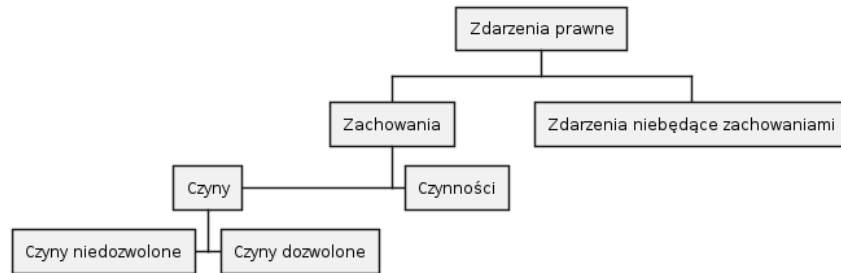 Zdarzenia prawne
Zachowania
Zdarzenia niebędące zachowaniami
Czyny
Czynności
Czyny niedozwolone
Czyny dozwolone